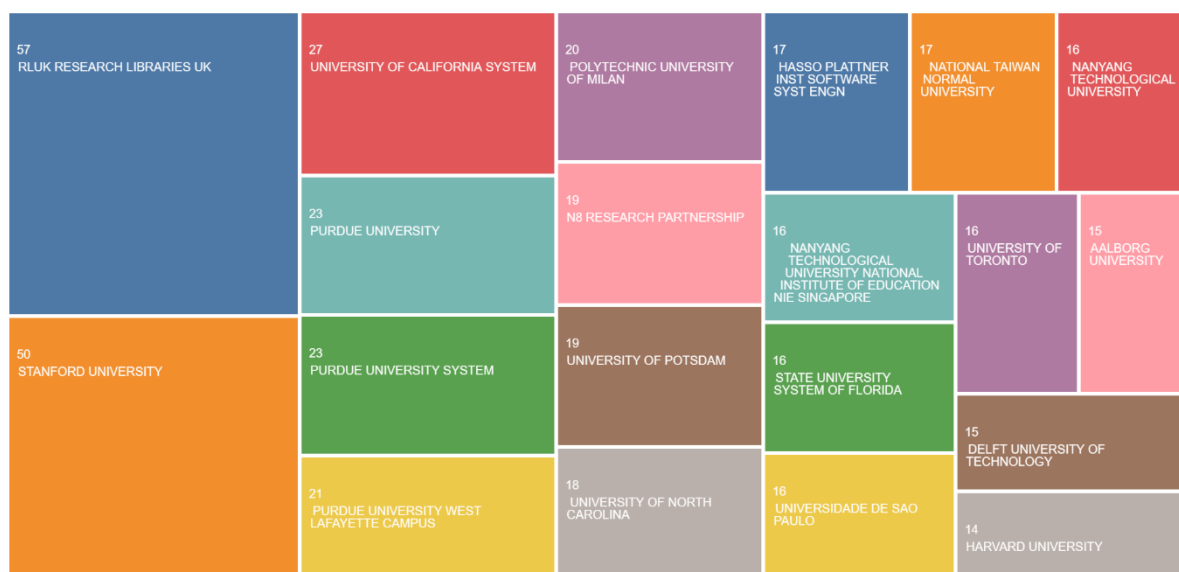 57
RLUK RESEARCH LIBRARIES UK
50
STANFORD UNIVERSITY
27
UNIVERSITY OF CALIFORNIA SYSTEM
23
PURDUE UNIVERSITY
23
PURDUE UNIVERSITY SYSTEM
21
PURDUE UNIVERSITY WEST
LAFAYETTE CAMPUS
20
POLYTECHNIC UNIVERSITY
OF MILAN
19
N8 RESEARCH PARTNERSHIP
19
UNIVERSITY OF POTSDAM
18
UNIVERSITY OF NORTH
CAROLINA
17
HASSO PLATTNER
INST SOFTWARE
SYST ENGN
17
NATIONAL TAIWAN
NORMAL
UNIVERSITY
16
NANYANG
TECHNOLOGICAL
UNIVERSITY
16
NANYANG
TECHNOLOGICAL
UNIVERSITY NATIONAL
INSTITUTE OF EDUCATION
NIE SINGAPORE
16
STATE UNIVERSITY
SYSTEM OF FLORIDA
16
UNIVERSIDADE DE SAO
PAULO
16
UNIVERSITY OF
TORONTO
15
AALBORG
UNIVERSITY
15
DELFT UNIVERSITY OF
TECHNOLOGY
14
HARVARD UNIVERSITY